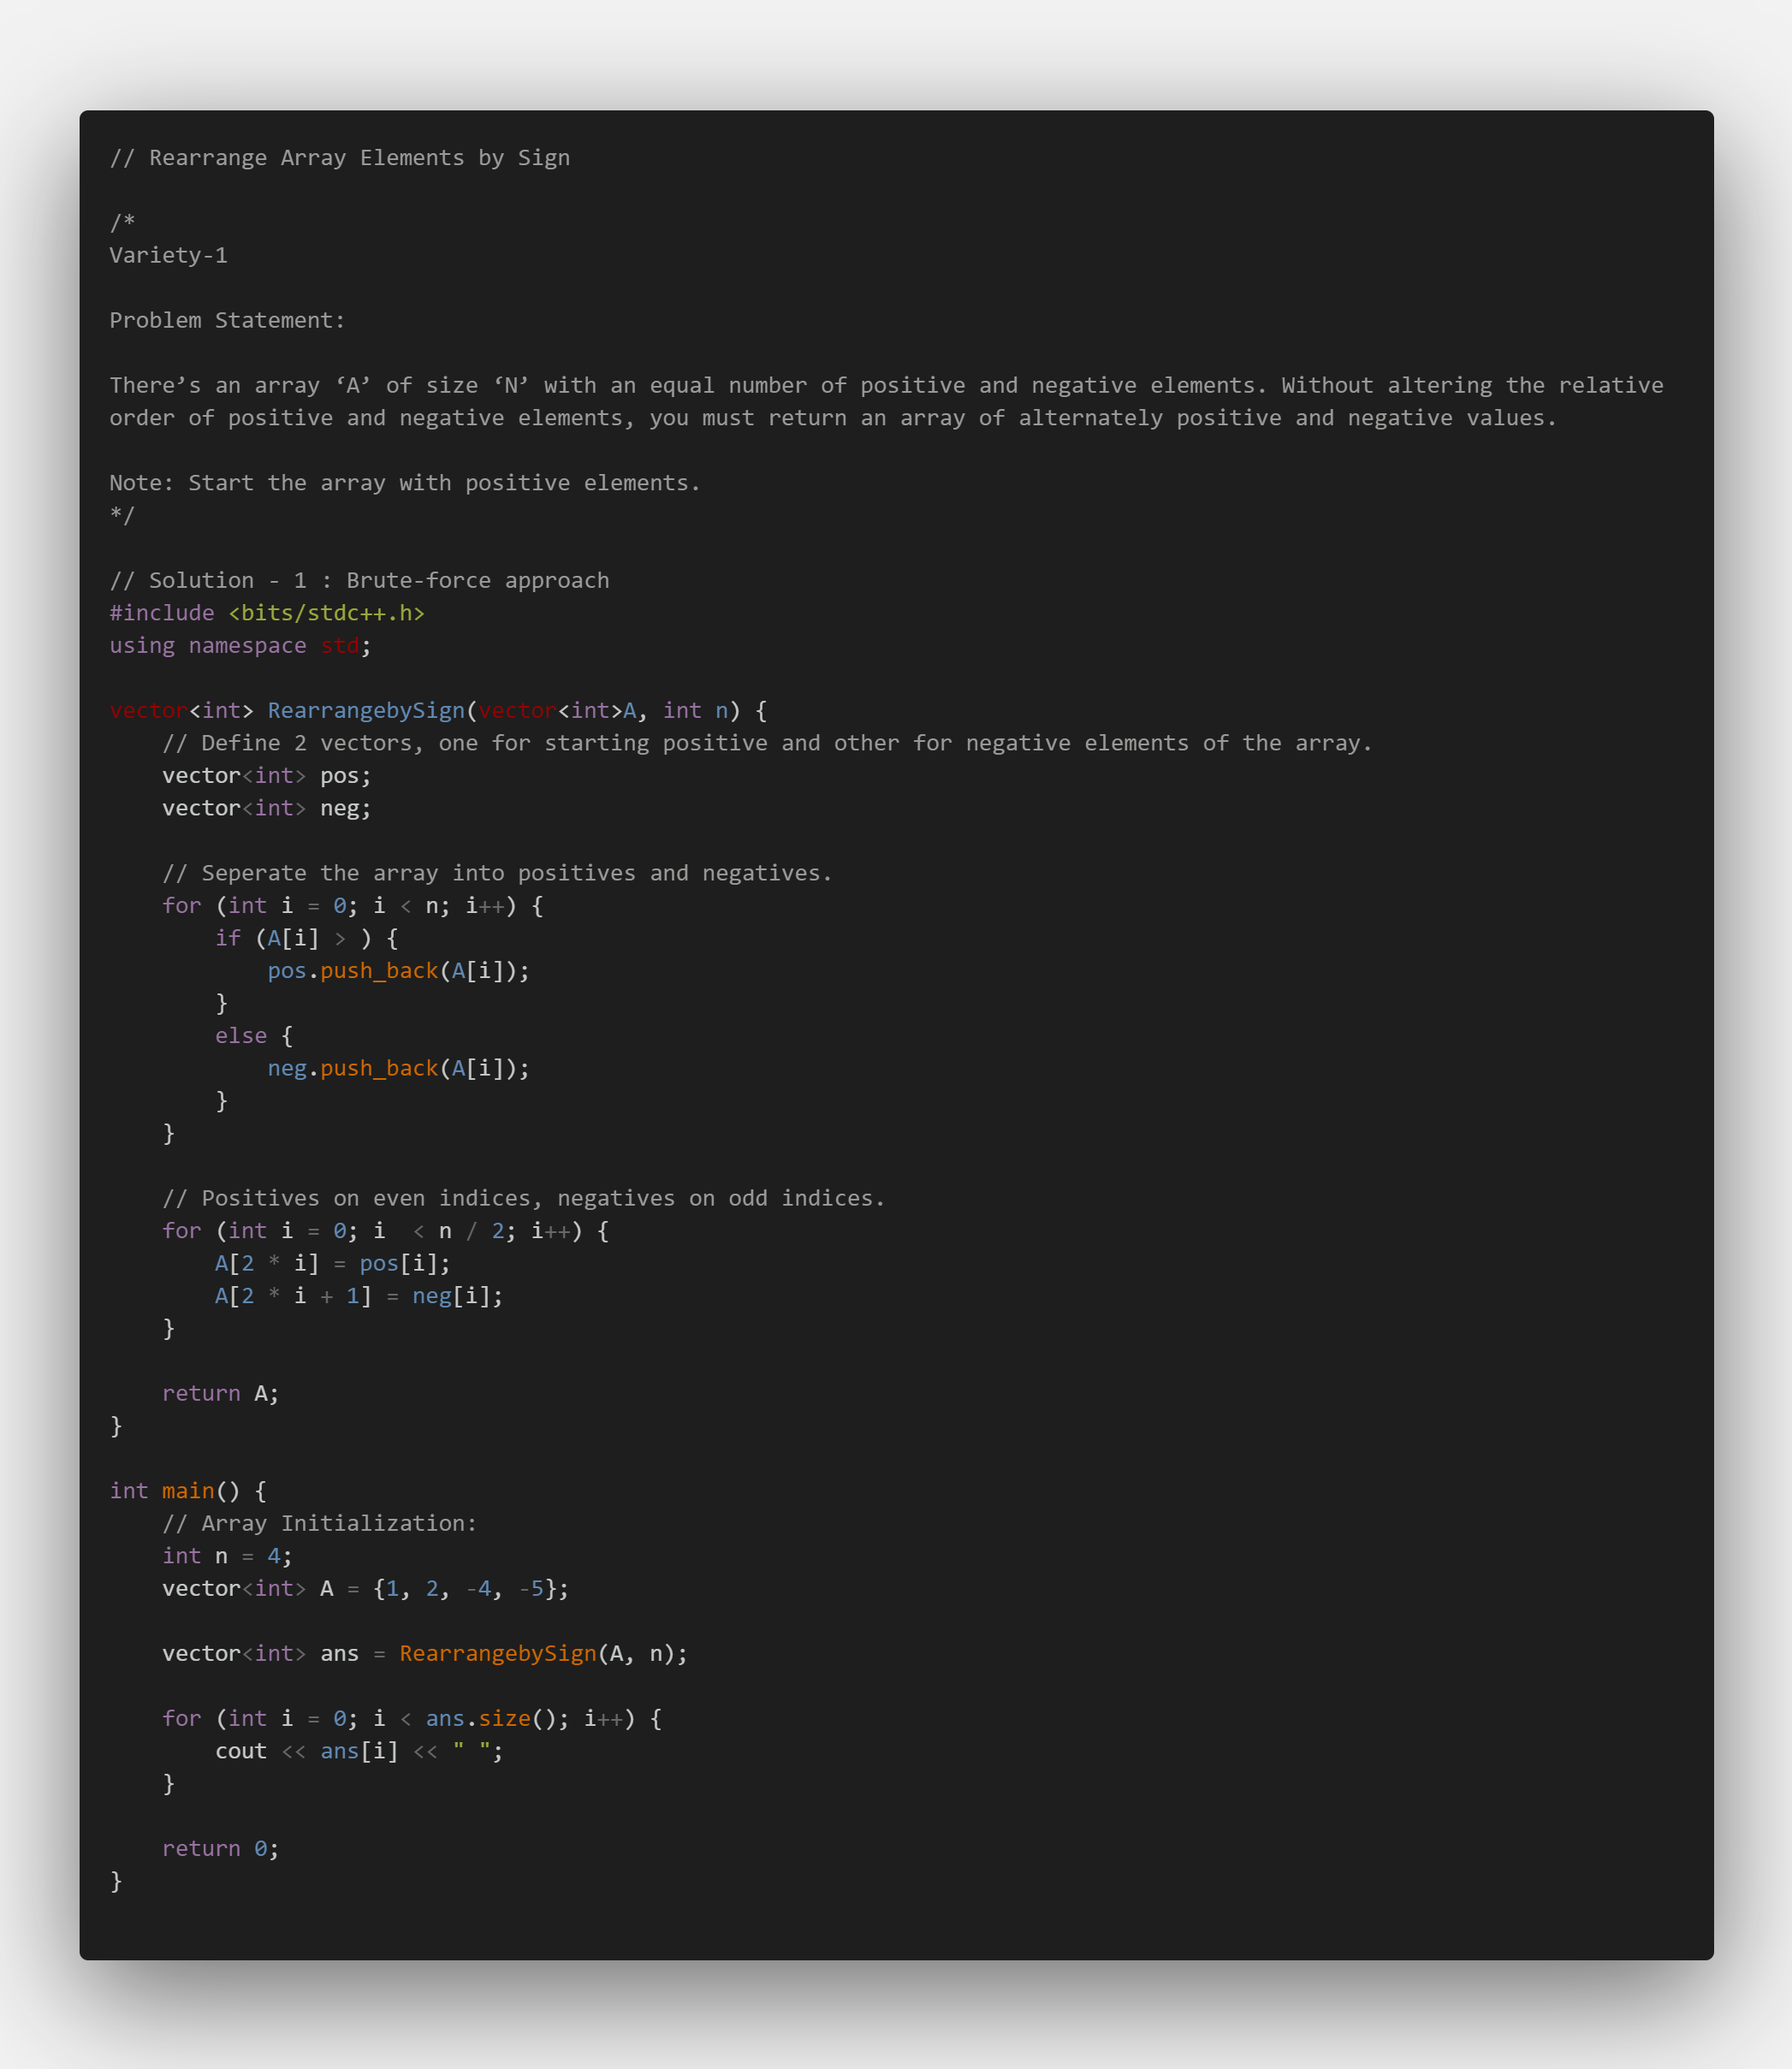 // Rearrange Array Elements by Sign
/*
Variety-1
Problem Statement:
There’s an array ‘A’ of size ‘N’ with an equal number of positive and negative elements. Without altering the relative
order of positive and negative elements, you must return an array of alternately positive and negative values.
Note: Start the array with positive elements.
*/
// Solution - 1 : Brute-force approach
#include <bits/stdc++.h>
using namespace std;
vector<int> RearrangebySign(vector<int>A, int n) {
    // Define 2 vectors, one for starting positive and other for negative elements of the array.
    vector<int> pos;
    vector<int> neg;
    // Seperate the array into positives and negatives.
    for (int i = 0; i < n; i++) {
        if (A[i] > ) {
            pos.push_back(A[i]);
        }
        else {
            neg.push_back(A[i]);
        }
    }
    // Positives on even indices, negatives on odd indices.
    for (int i = 0; i  < n / 2; i++) {
        A[2 * i] = pos[i];
        A[2 * i + 1] = neg[i];
    }
    return A;
}
int main() {
    // Array Initialization:
    int n = 4;
    vector<int> A = {1, 2, -4, -5};
    vector<int> ans = RearrangebySign(A, n);
    for (int i = 0; i < ans.size(); i++) {
        cout << ans[i] << " ";
    }
    return 0;
}